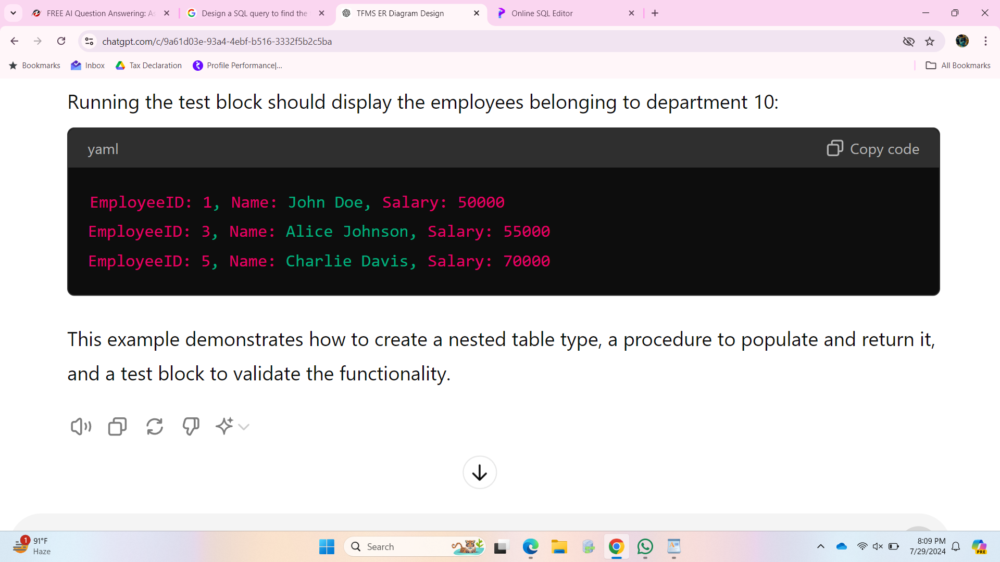 FREE AI Question Answering: As
Design a SQL query to find the
TFMS ER Diagram Design
Online SQL Editor
chatgpt.com/c/9a61d03e-93a4-4ebf-b516-3332f5b2c5ba
Bookmarks
Inbox
Tax Declaration
Profile Performance|...
All Bookmarks
Running the test block should display the employees belonging to department 10:
yaml
Copy code
EmployeeID: 1, Name: John Doe, Salary: 50000
EmployeeID: 3, Name: Alice Johnson, Salary: 55000
EmployeeID: 5, Name: Charlie Davis, Salary: 70000
This example demonstrates how to create a nested table type, a procedure to populate and return it,
and a test block to validate the functionality.
1
91°F
Haze
Search
8:09 PM
7/29/2024
PRE